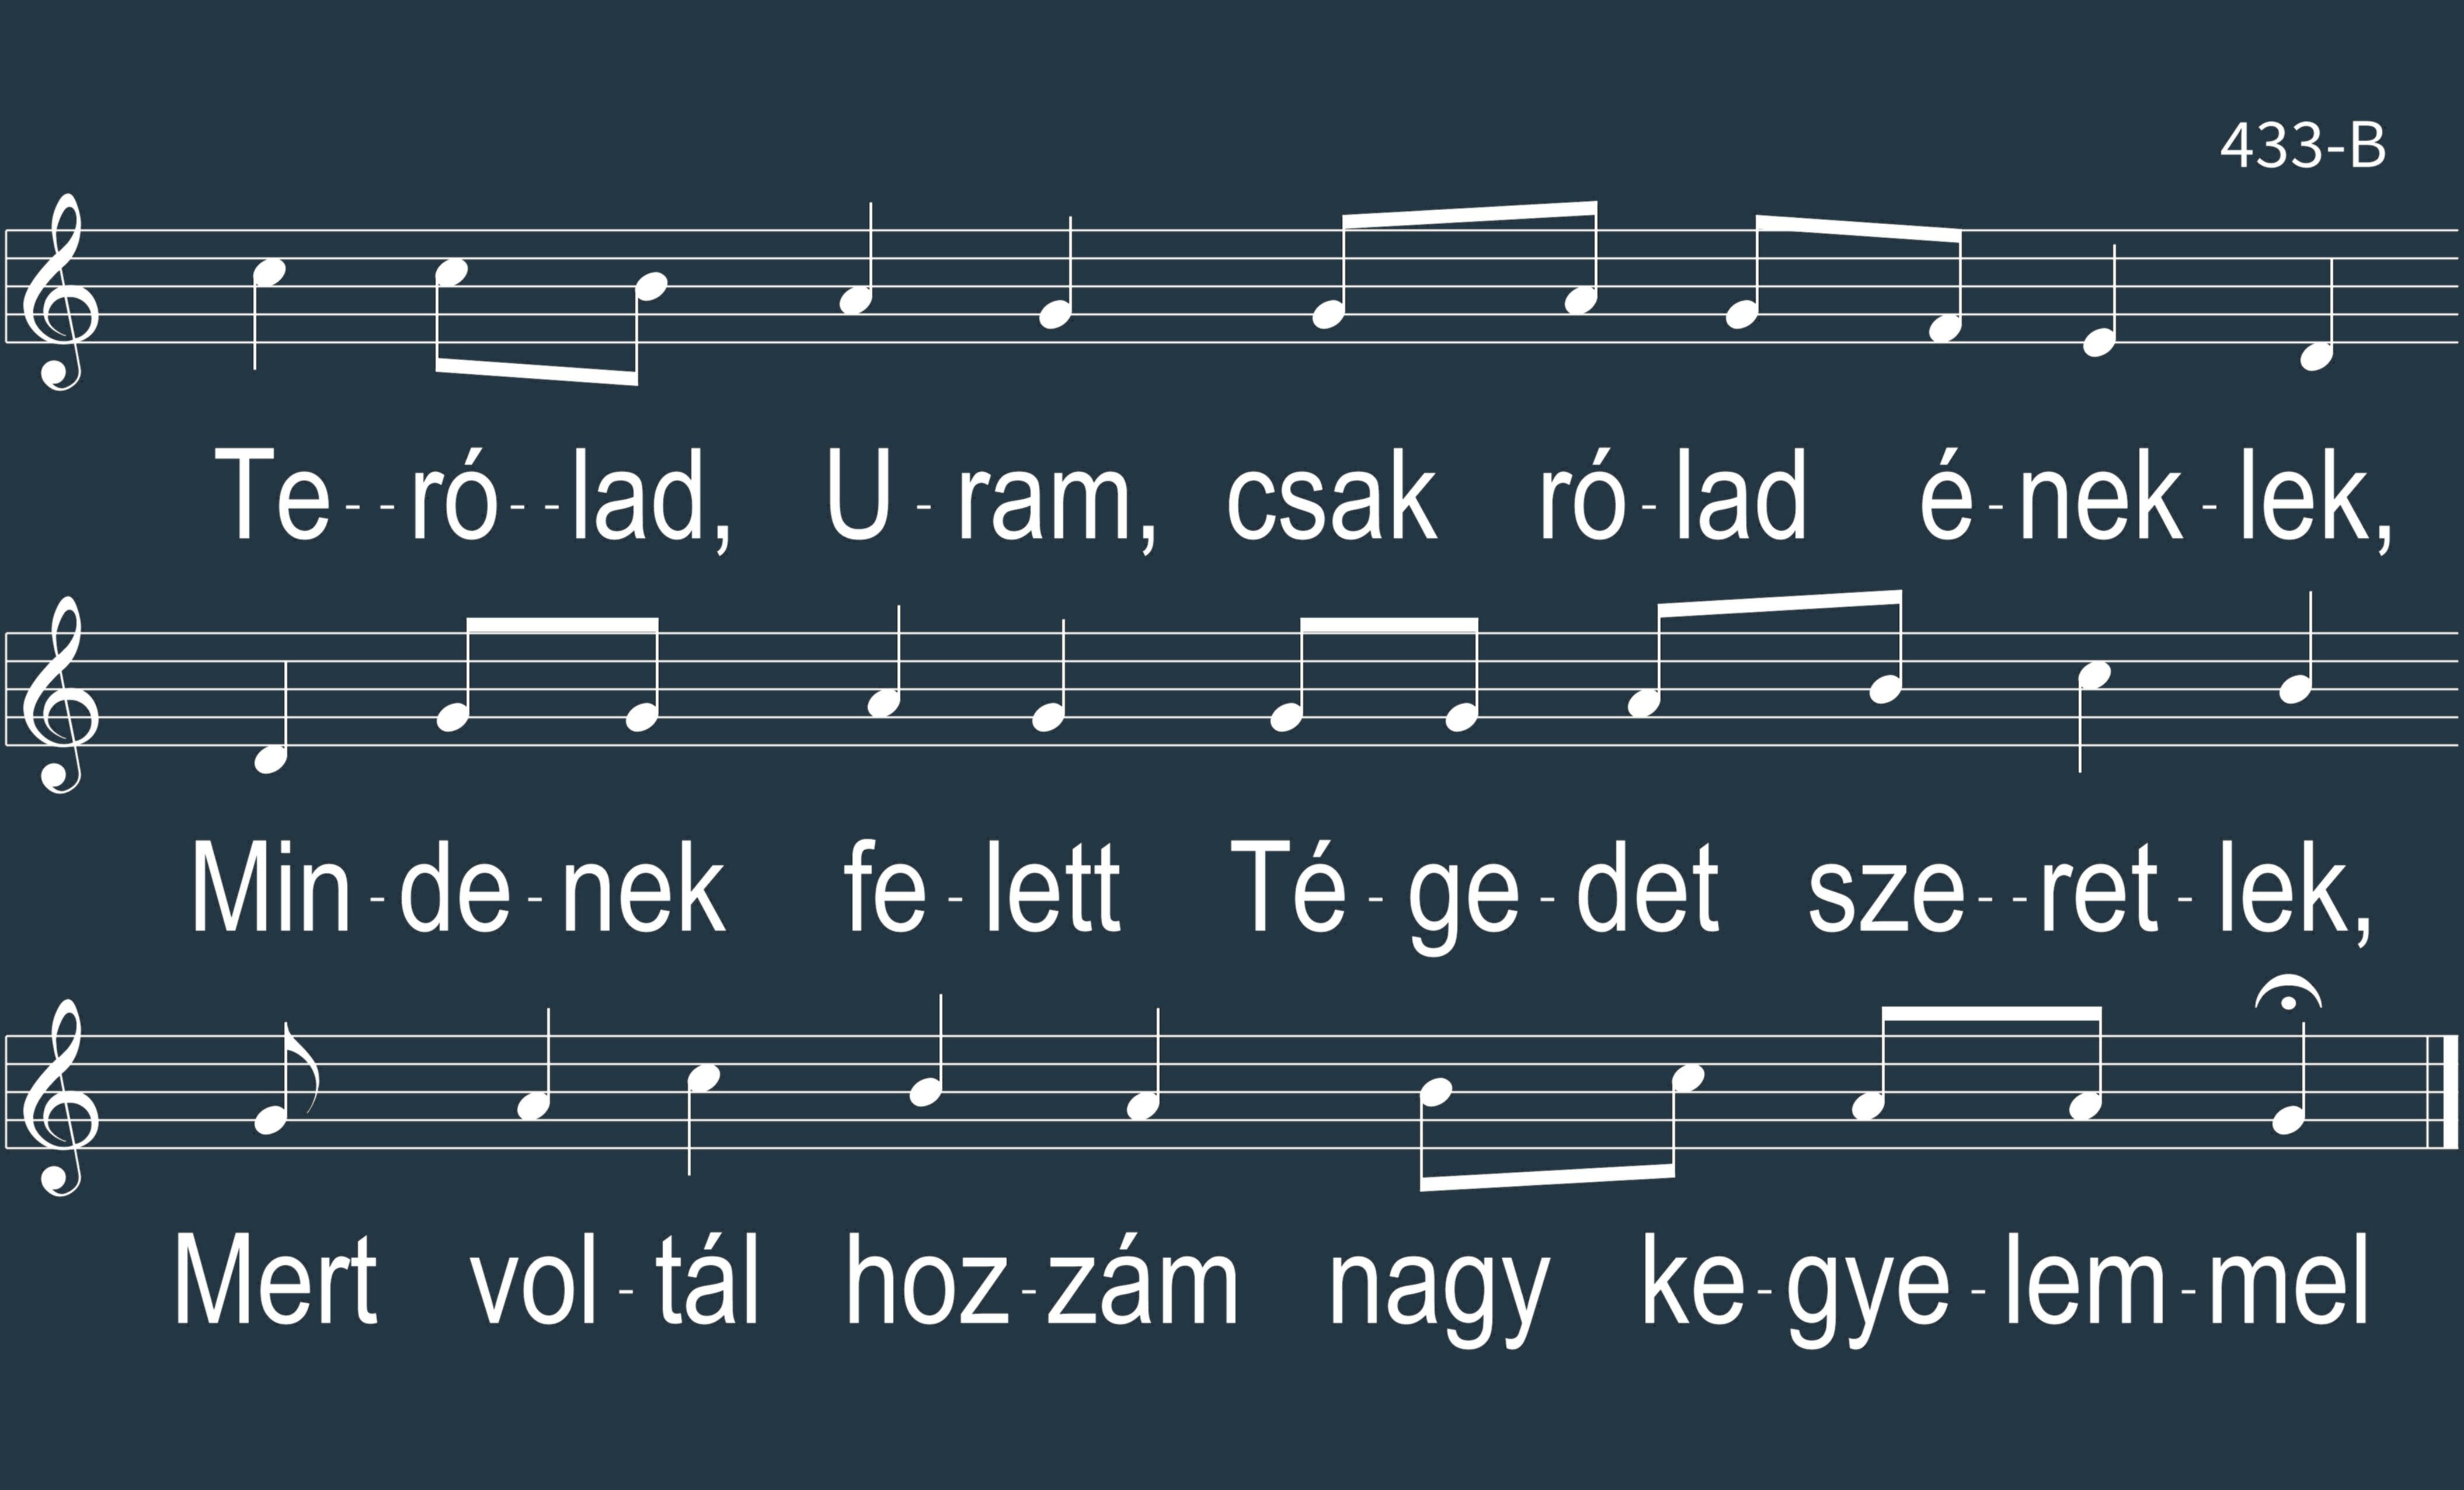 433-B
Te--ró--lad, U-ram, csak ró-lad é-nek-lek,
Min-de-nek fe-lett Té-ge-det sze--ret-lek,
Mert vol-tál hoz-zám nagy ke-gye-lem-mel